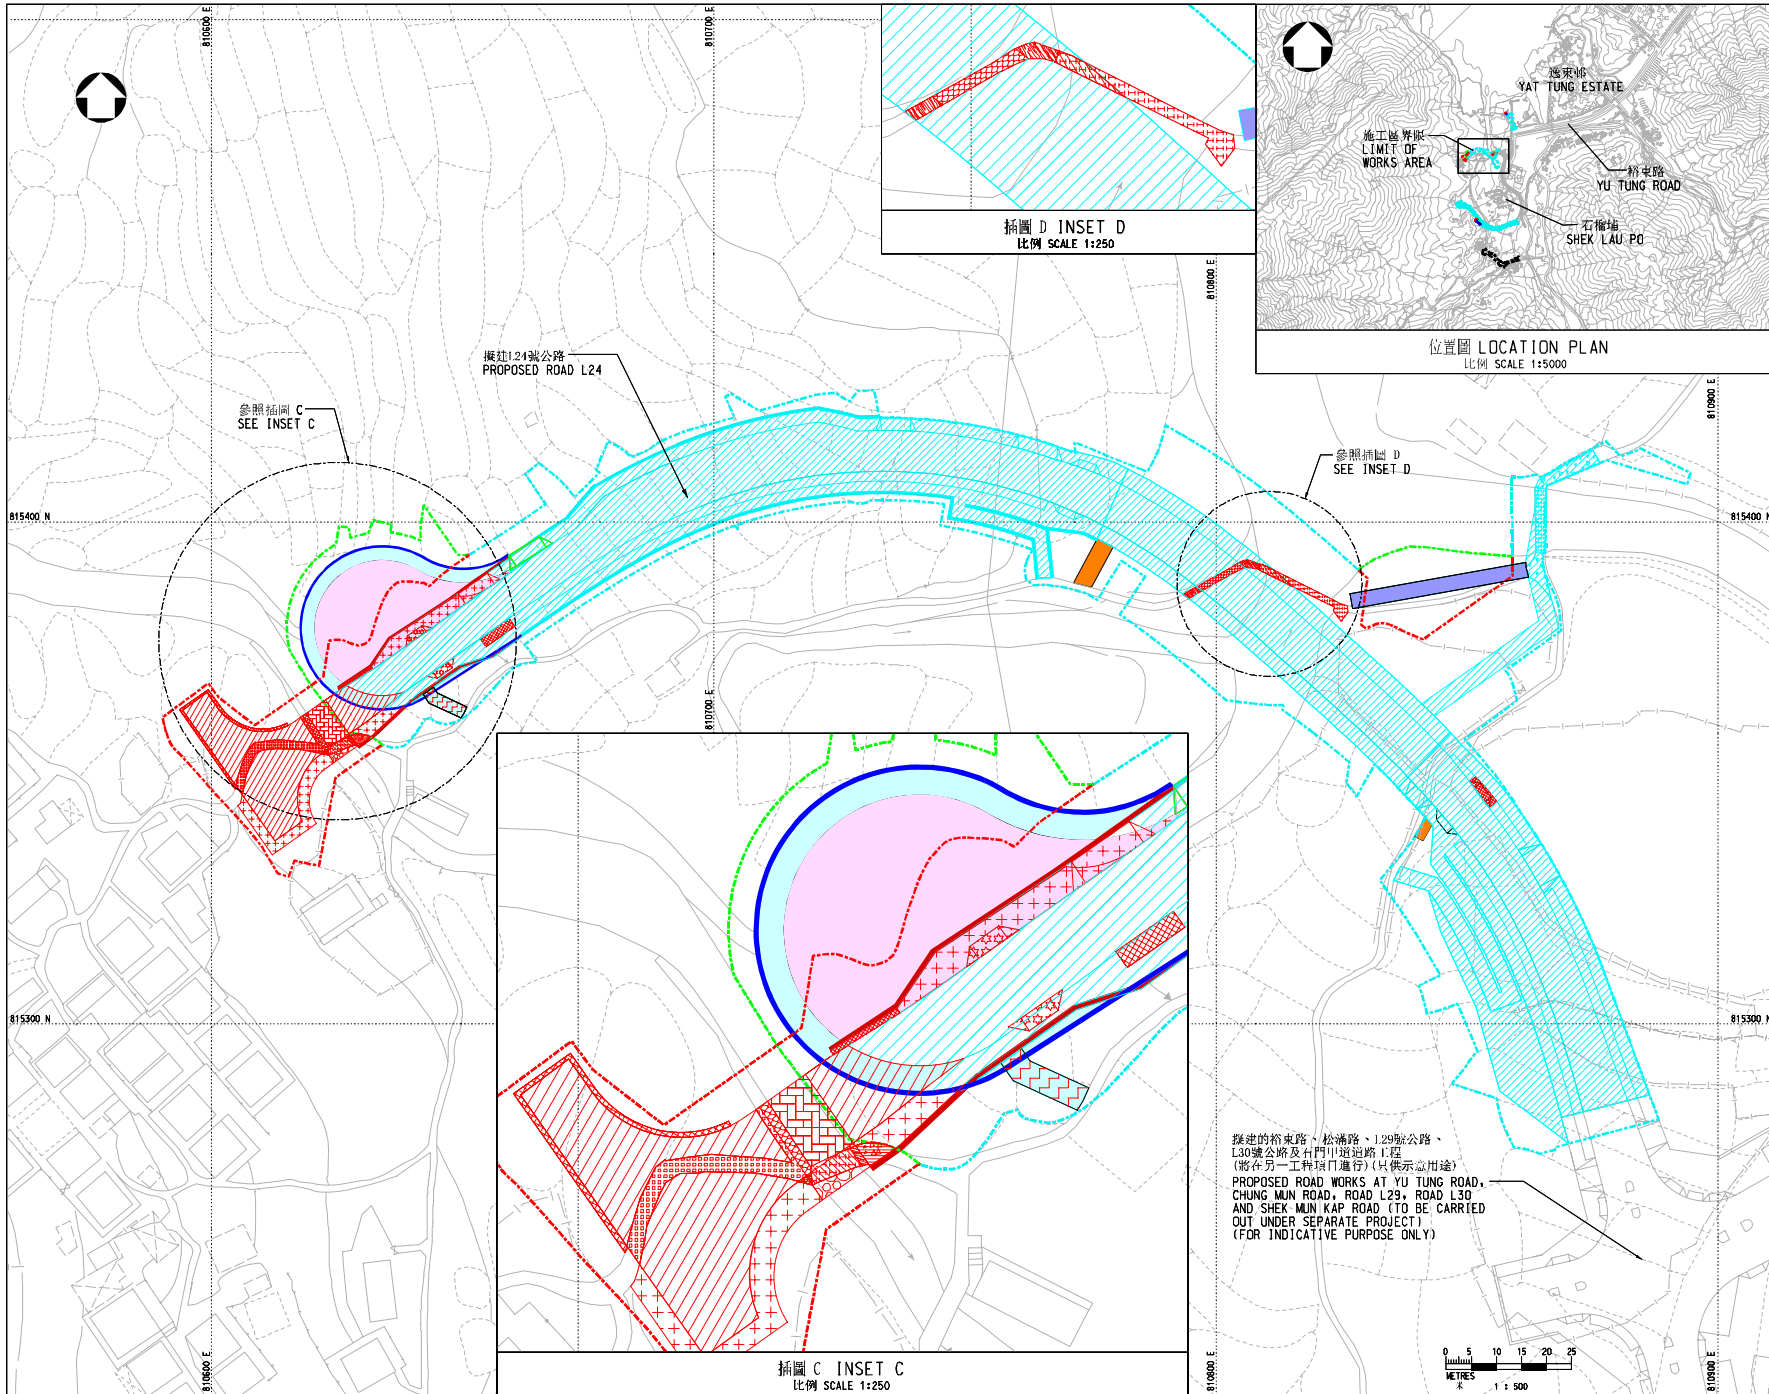 810600 E
810700 E
插圖 D INSET D
比例 SCALE 1:250
逸東邨
YAT TUNG ESTATE
施工區界限
LIMIT OF
WORKS AREA
裕東路
YU TUNG ROAD
石榴埔
SHEK LAU PO
位置圖 LOCATION PLAN
比例 SCALE 1:5000
810800 E
810900 E
擬建L24號公路
PROPOSED ROAD L24
參照插圖 C
SEE INSET C
參照插圖 D
SEE INSET D
815400 N
815400 N
810700 E
815300 N
815300 N
擬建的裕東路、松滿路、L29號公路、
L30號公路及石門甲道道路工程
(將在另一工程項目進行)(只供示意用途)
PROPOSED ROAD WORKS AT YU TUNG ROAD,
CHUNG MUN ROAD, ROAD L29, ROAD L30
AND SHEK MUN KAP ROAD (TO BE CARRIED
OUT UNDER SEPARATE PROJECT)
(FOR INDICATIVE PURPOSE ONLY)
插圖 C INSET C
比例 SCALE 1:250
810600 E
810800 E
810900 E
0 5 10 15 20 25
METRES
米
1 : 500